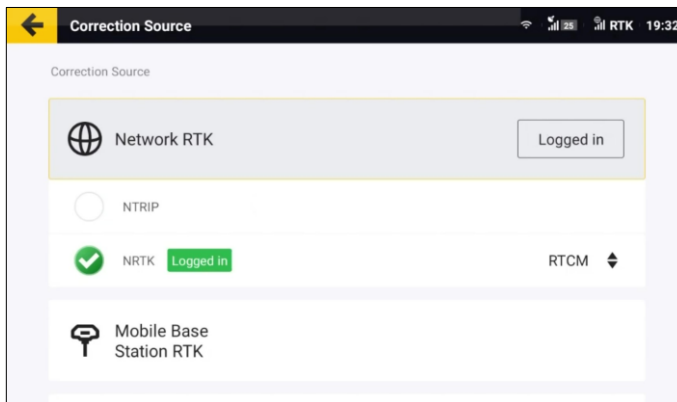 Correction Source
25 RTK 19:32
Correction Source
Network RTK
Logged in
NTRIP
NRTK Logged in
RTCM
Mobile Base
Station RTK